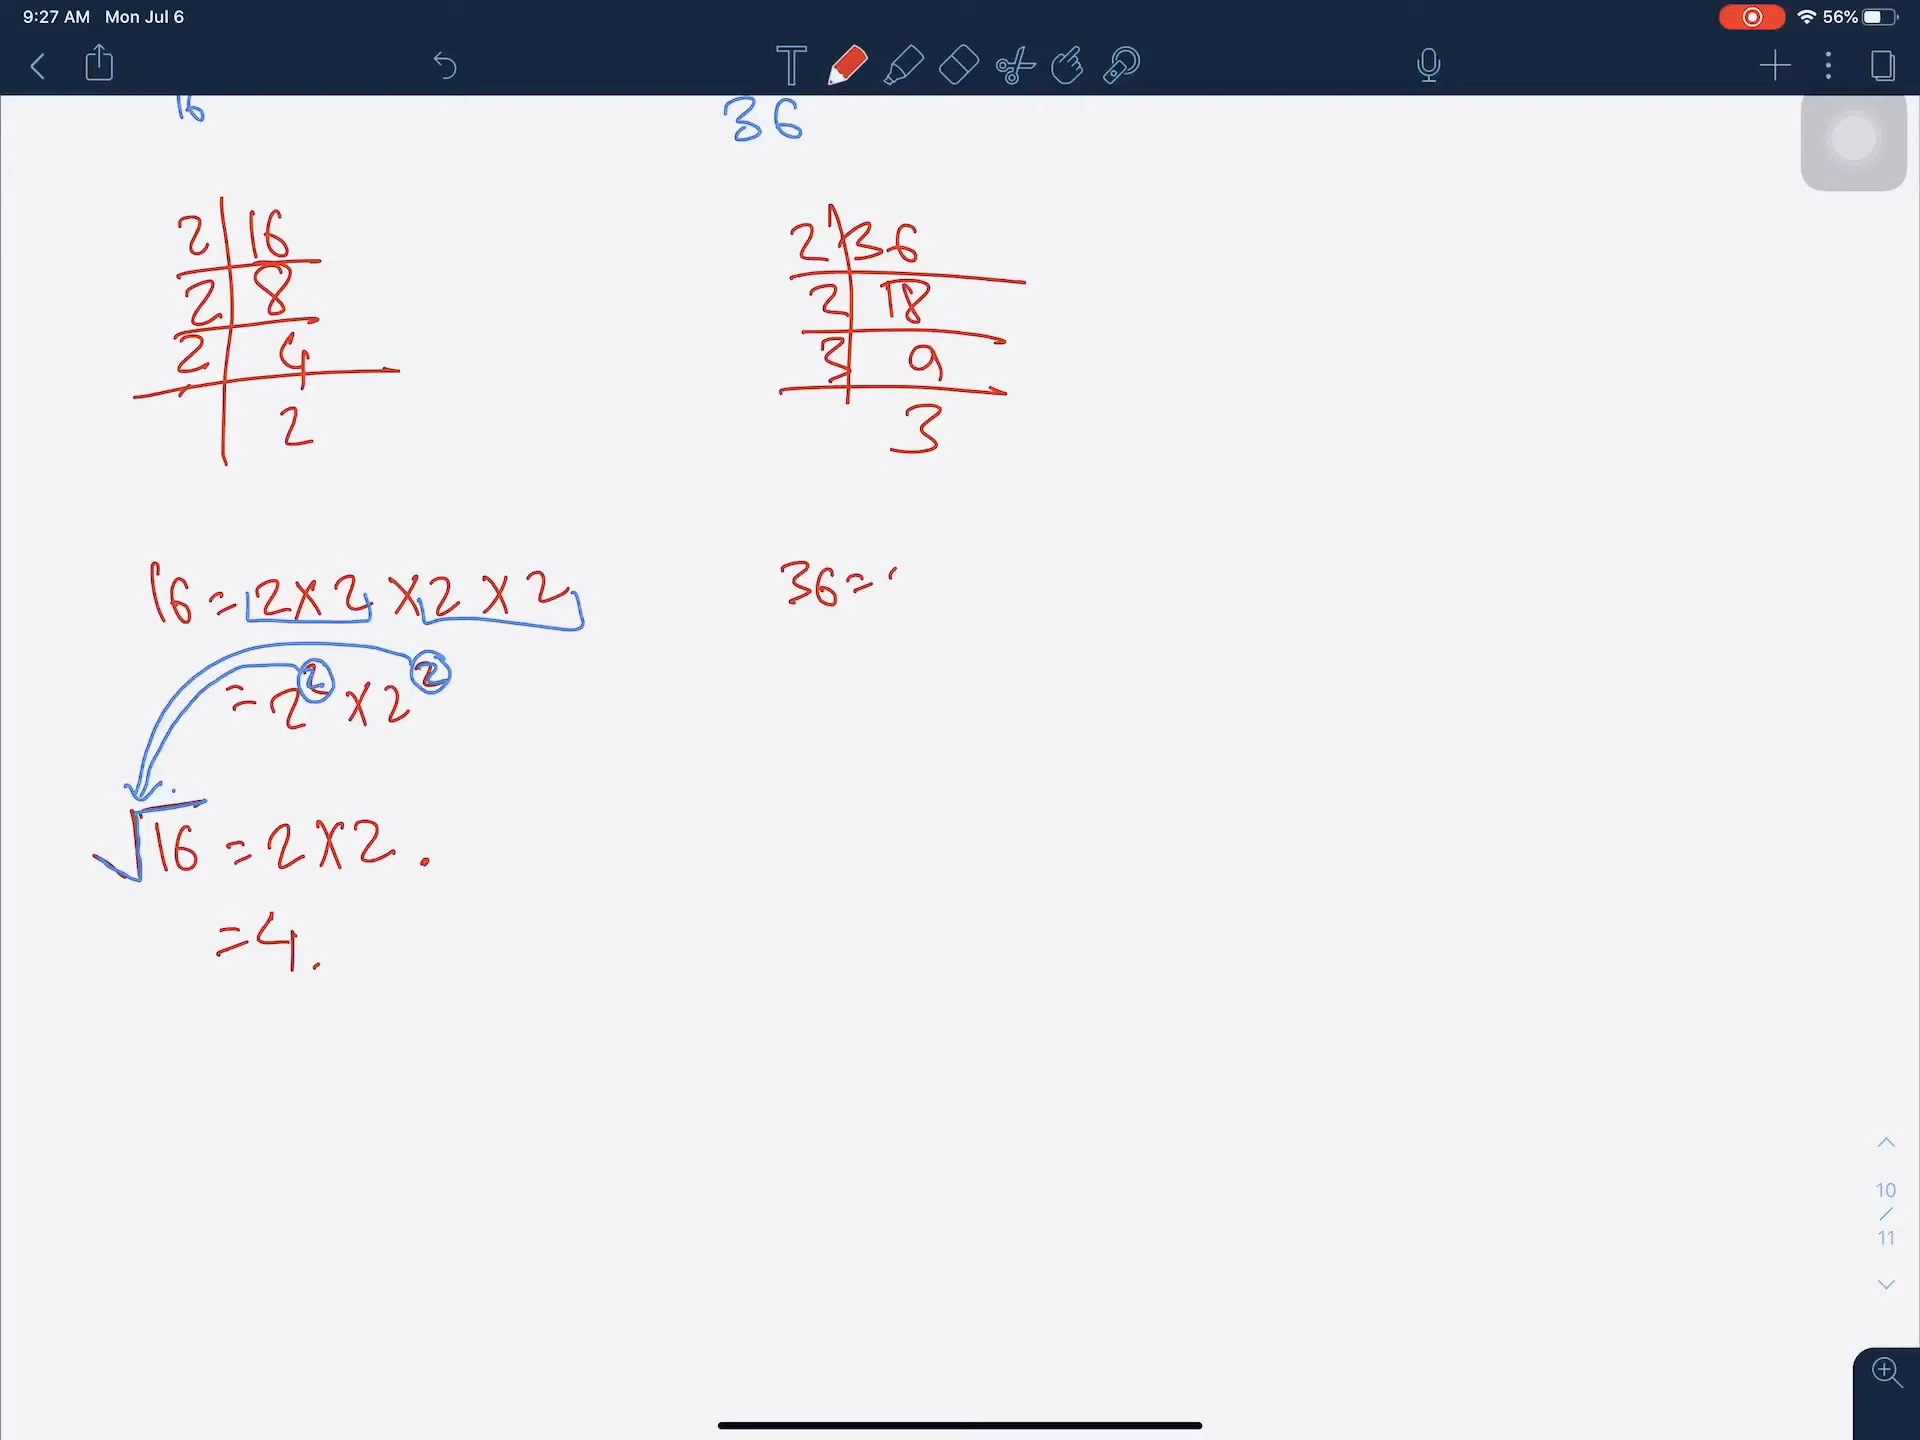 9:27 AM Mon Jul 6
56%
T
16
36
2 | 16
2 | 8
2 | 4
2
2 | 36
2 | 18
3 | 9
3
16 = 2 × 2 × 2 × 2
= 2² × 2²
√16 = 2 × 2 .
= 4 .
36 =
10
/
11